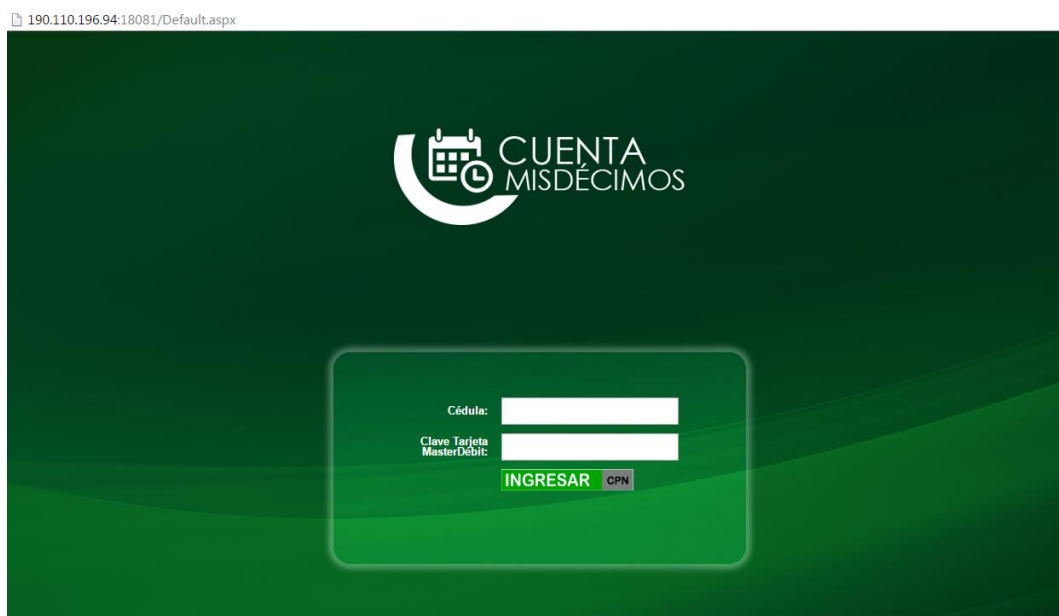 190.110.196.94:18081/Default.aspx
CUENTA
MISDÉCIMOS
Cédula:
Clave Tarjeta
MasterDébit:
INGRESAR CPN